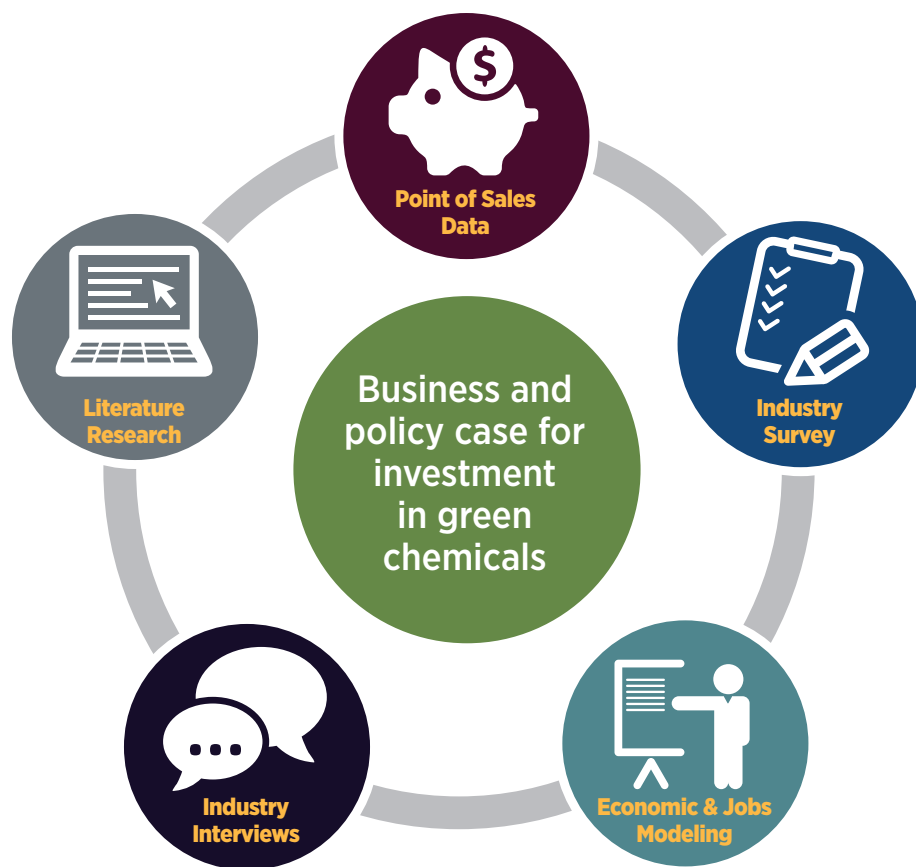 $
Point of Sales
Data
Literature
Research
Industry
Survey
Business and
policy case for
investment
in green
chemicals
Industry
Interviews
Economic & Jobs
Modeling